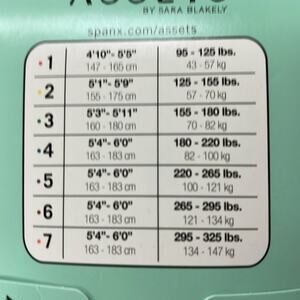 ASSETS
BY SARA BLAKELY
spanx.com/assets
1 4'10"- 5'5" 95 - 125 lbs.
147 - 165 cm 43 - 57 kg
2 5'1"- 5'9" 125 - 155 lbs.
155 - 175 cm 57 - 70 kg
3 5'3"- 5'11" 155 - 180 lbs.
160 - 180 cm 70 - 82 kg
4 5'4"- 6'0" 180 - 220 lbs.
163 - 183 cm 82 - 100 kg
5 5'4"- 6'0" 220 - 265 lbs.
163 - 183 cm 100 - 121 kg
6 5'4"- 6'0" 265 - 295 lbs.
163 - 183 cm 121 - 134 kg
7 5'4"- 6'0" 295 - 325 lbs.
163 - 183 cm 134 - 147 kg